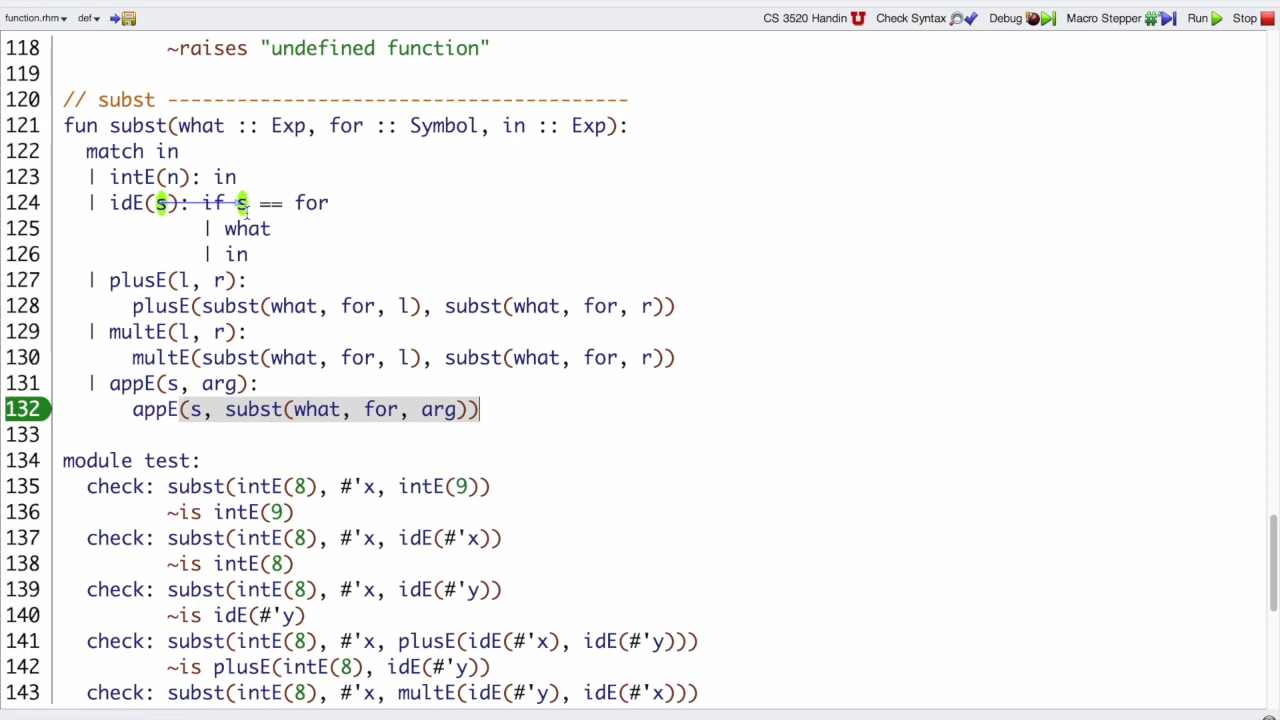 function.rhm def CS 3520 Handin Check Syntax Debug Macro Stepper Run Stop
118 ~raises "undefined function"
119
120 // subst ----------------------------------------
121 fun subst(what :: Exp, for :: Symbol, in :: Exp):
122 match in
123 | intE(n): in
124 | idE(s): if s == for
125 | what
126 | in
127 | plusE(l, r):
128 plusE(subst(what, for, l), subst(what, for, r))
129 | multE(l, r):
130 multE(subst(what, for, l), subst(what, for, r))
131 | appE(s, arg):
132 appE(s, subst(what, for, arg))
133
134 module test:
135 check: subst(intE(8), #'x, intE(9))
136 ~is intE(9)
137 check: subst(intE(8), #'x, idE(#'x))
138 ~is intE(8)
139 check: subst(intE(8), #'x, idE(#'y))
140 ~is idE(#'y)
141 check: subst(intE(8), #'x, plusE(idE(#'x), idE(#'y)))
142 ~is plusE(intE(8), idE(#'y))
143 check: subst(intE(8), #'x, multE(idE(#'y), idE(#'x)))